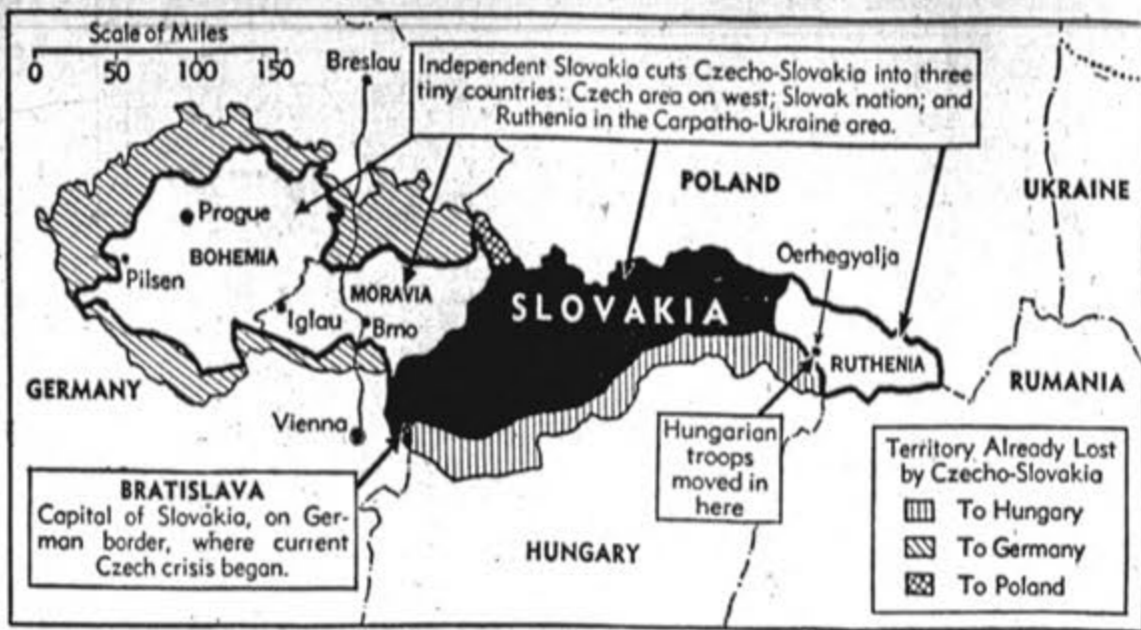 Scale of Miles
0 50 100 150
Breslau
Independent Slovakia cuts Czecho-Slovakia into three
tiny countries: Czech area on west; Slovak nation; and
Ruthenia in the Carpatho-Ukraine area.
POLAND
UKRAINE
Prague
BOHEMIA
Pilsen
Oerhegyalja
MORAVIA
SLOVAKIA
Iglau
Brno
RUTHENIA
GERMANY
RUMANIA
Vienna
Hungarian
troops
moved in
here
BRATISLAVA
Capital of Slovakia, on Ger-
man border, where current
Czech crisis began.
HUNGARY
Territory Already Lost
by Czecho-Slovakia
To Hungary
To Germany
To Poland